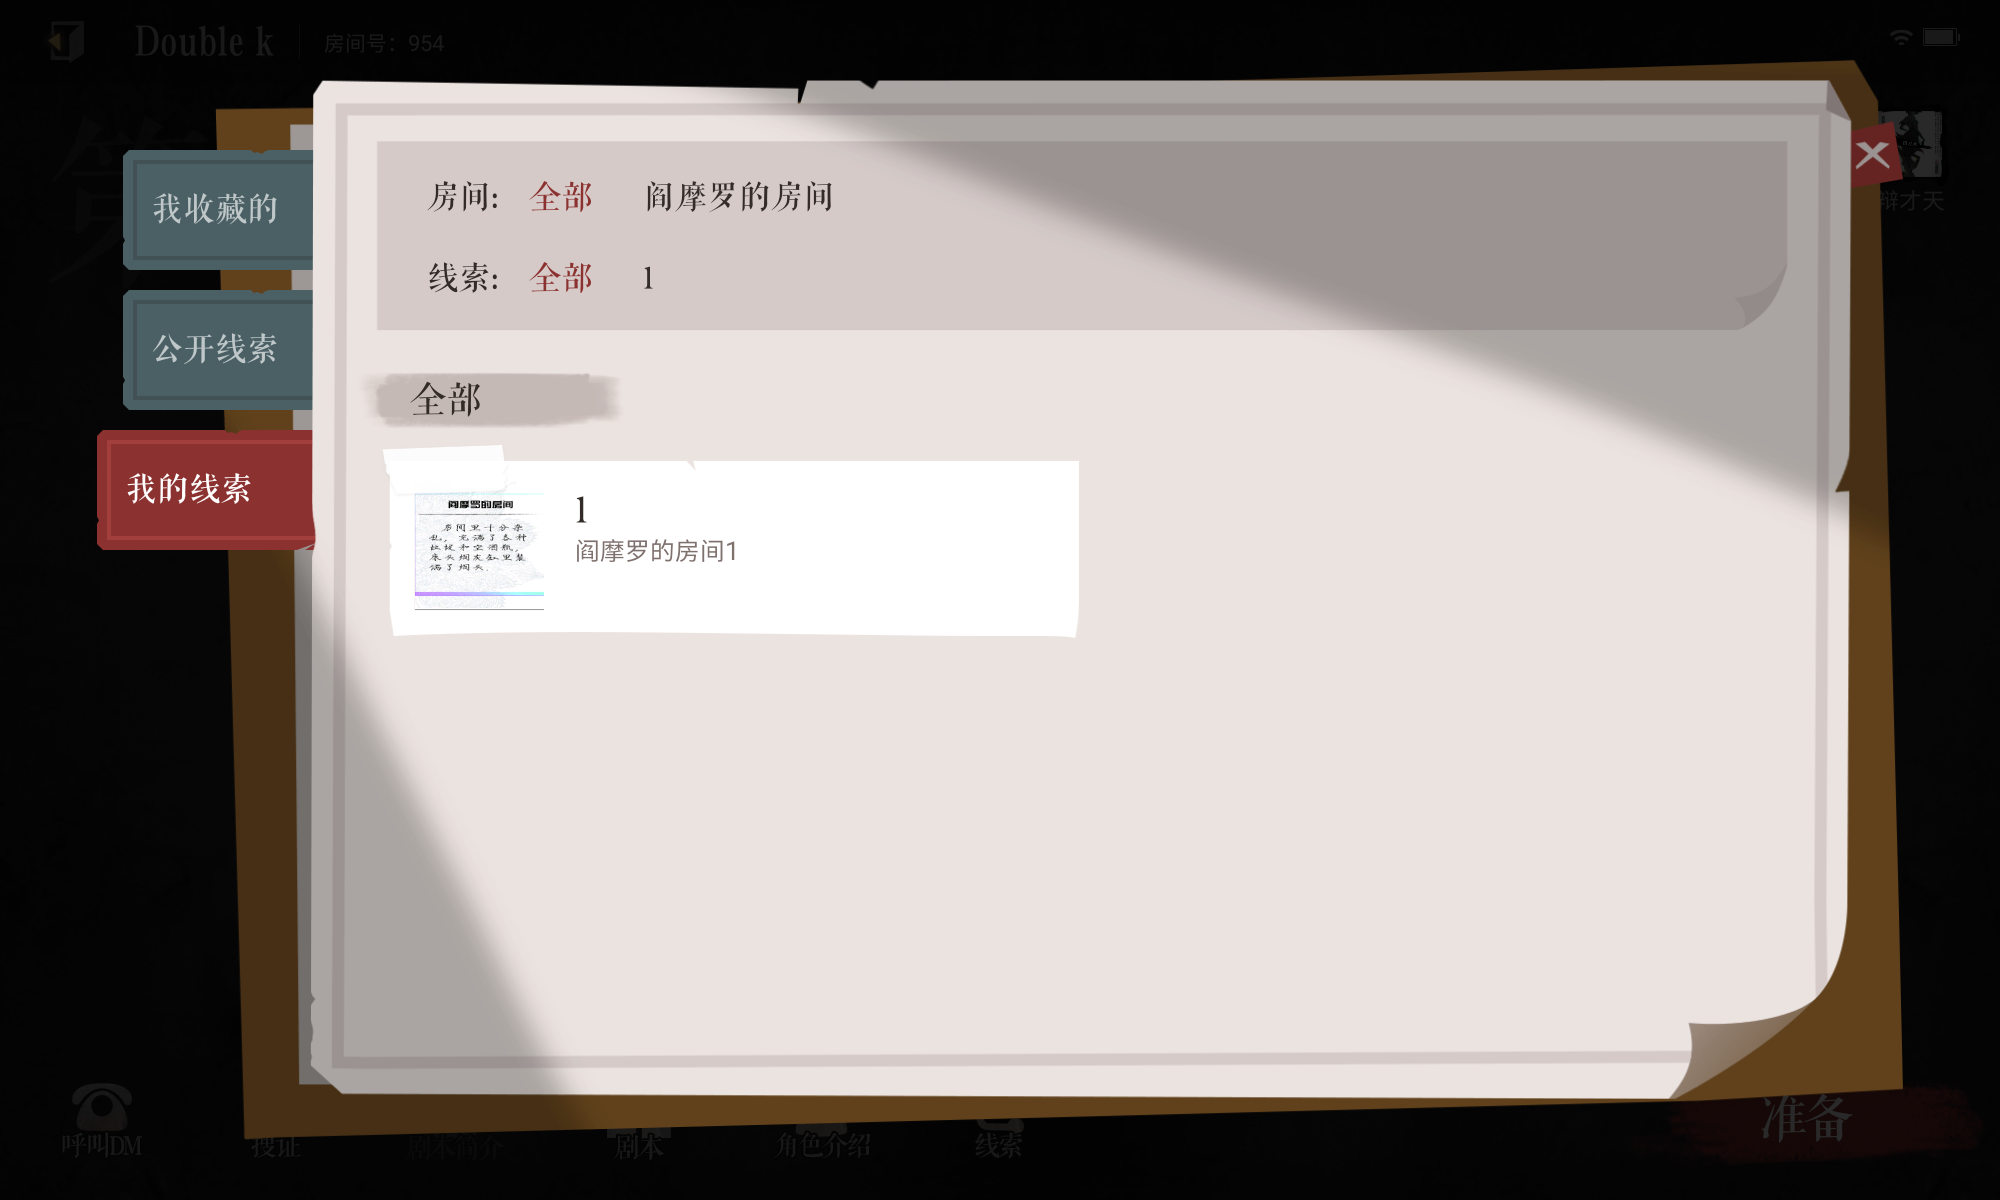 Double k
房间号：954
我收藏的
公开线索
我的线索
房间: 全部 阎摩罗的房间
线索: 全部 1
全部
阎摩罗的房间
房间里十分杂
乱，充满了各种
垃圾和空酒瓶，
床头烟灰缸里装
满了烟头。
1
阎摩罗的房间1
辩才天
呼叫DM
搜证
剧本简介
剧本
角色介绍
线索
准备